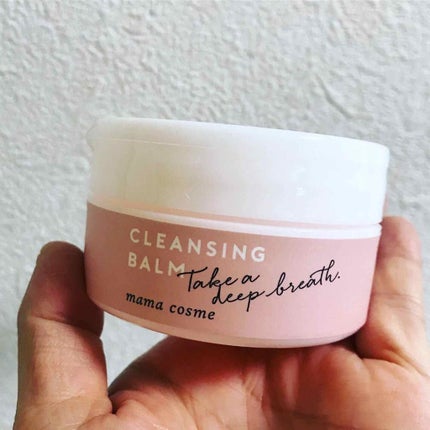 CLEANSING
BALM
Take a
deep breath.
mama cosme